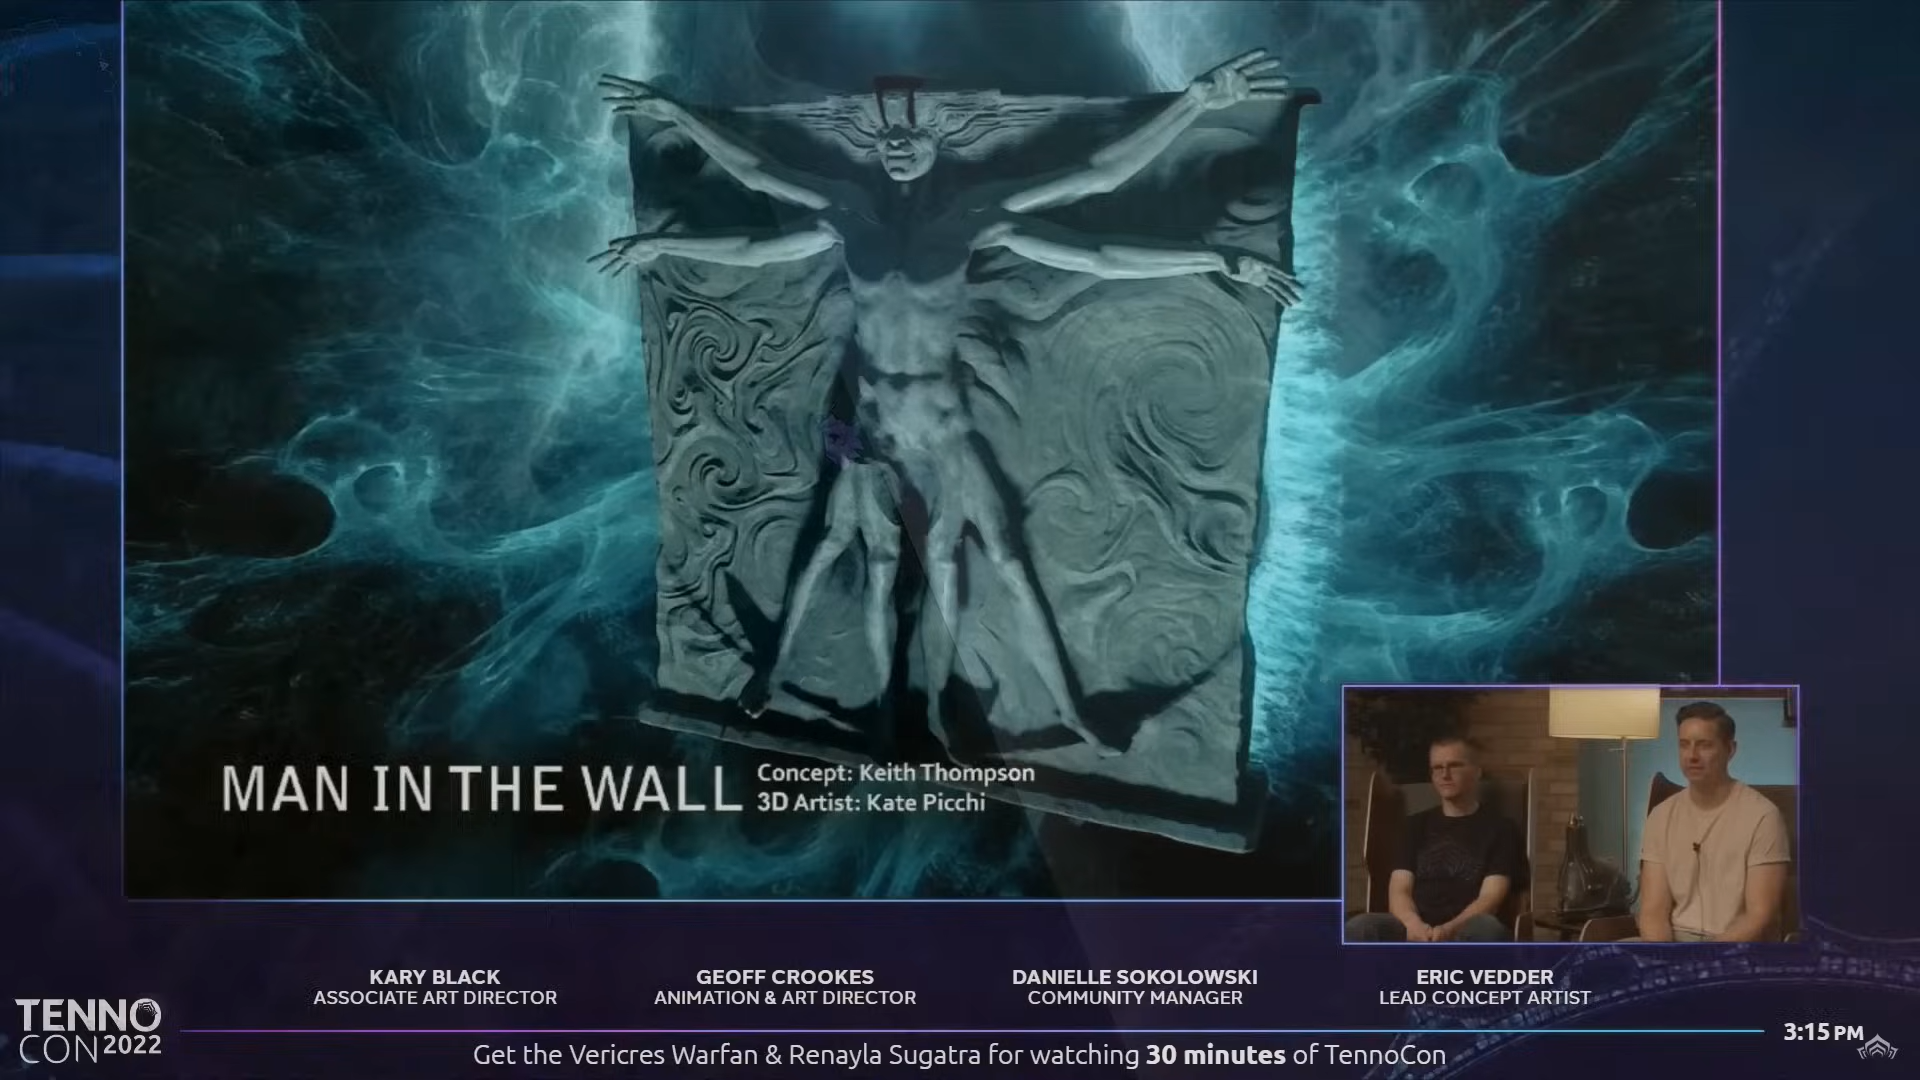 MAN IN THE WALL
Concept: Keith Thompson
3D Artist: Kate Picchi
KARY BLACK
ASSOCIATE ART DIRECTOR
GEOFF CROOKES
ANIMATION & ART DIRECTOR
DANIELLE SOKOLOWSKI
COMMUNITY MANAGER
ERIC VEDDER
LEAD CONCEPT ARTIST
TENNO
CON 2022
3:15 PM
Get the Vericres Warfan & Renayla Sugatra for watching 30 minutes of TennoCon